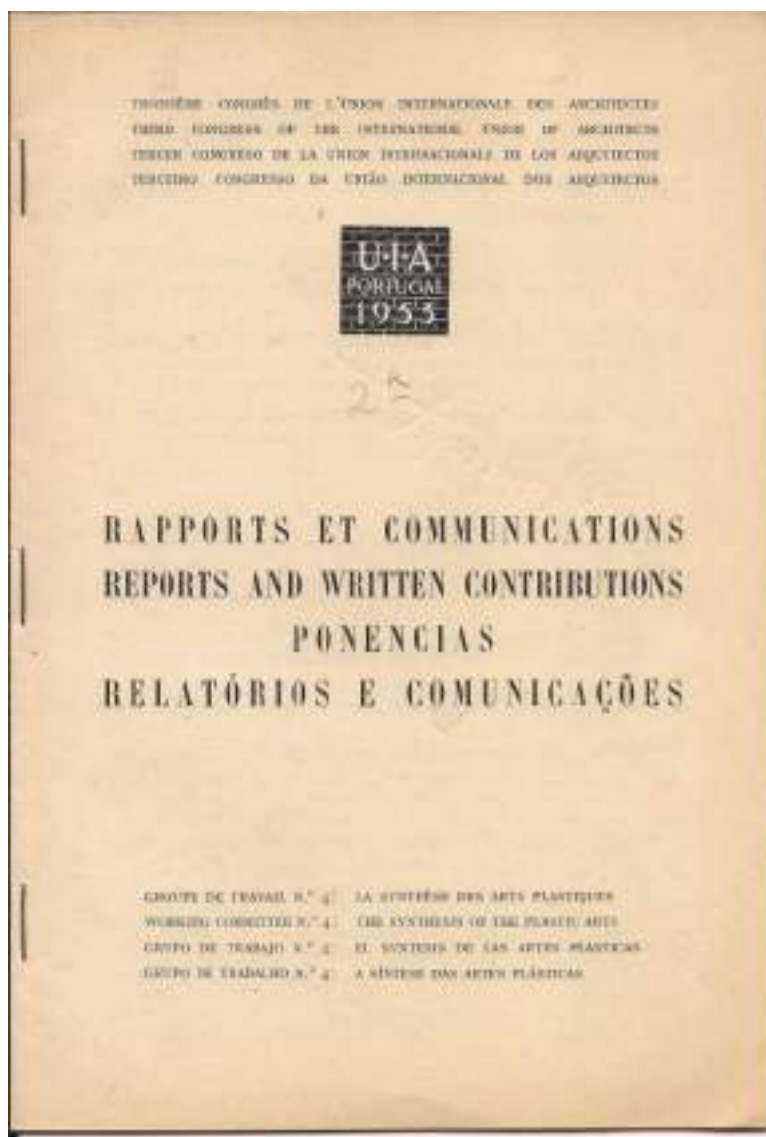 TROISIÈME CONGRÈS DE L'UNION INTERNATIONALE DES ARCHITECTES
THIRD CONGRESS OF THE INTERNATIONAL UNION OF ARCHITECTS
TERCER CONGRESO DE LA UNION INTERNACIONALE DE LOS ARQUTIECTOS
TERCEIRO CONGRESSO DA UNIÃO INTERNACIONAL DOS ARQUITECTOS
U·I·A
PORTUGAL
1953
RAPPORTS ET COMMUNICATIONS
REPORTS AND WRITTEN CONTRIBUTIONS
PONENCIAS
RELATÓRIOS E COMUNICAÇÕES
GROUPE DE TRAVAIL N.º 4: LA SYNTHÈSE DES ARTS PLASTIQUES
WORKING COMMITTEE N.º 4: THE SYNTHESIS OF THE PLASTIC ARTS
GRUPO DE TRABAJO N.º 4: EL SYNTESIS DE LAS ARTES PLASTICAS
GRUPO DE TRABALHO N.º 4: A SÍNTESE DAS ARTES PLÁSTICAS